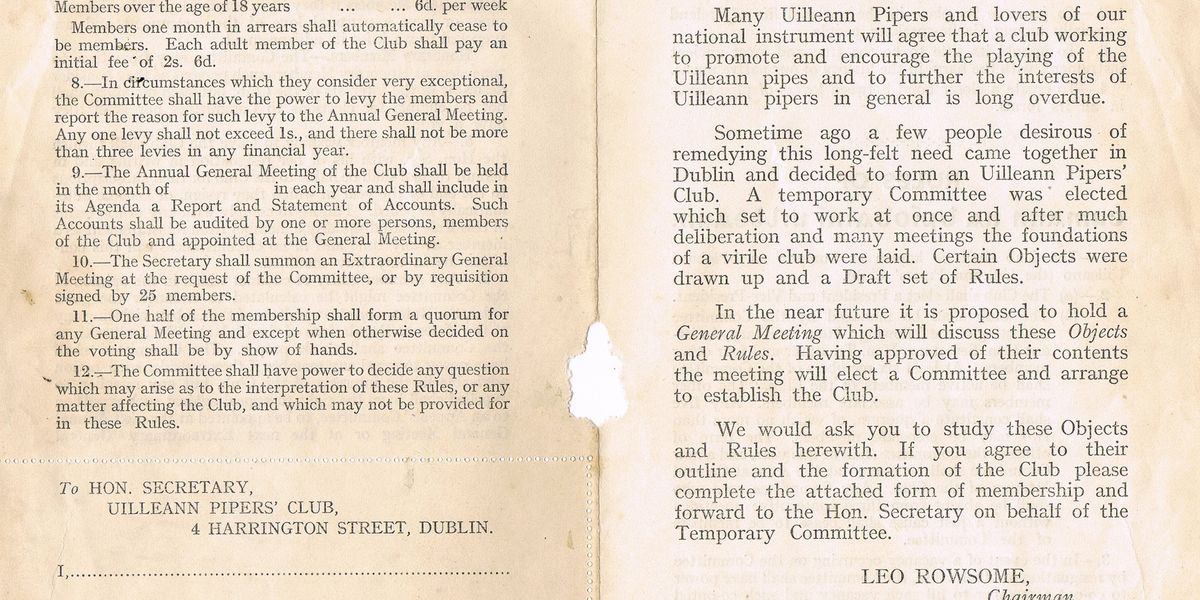 Members over the age of 18 years ... ... 6d. per week
Members one month in arrears shall automatically cease to
be members. Each adult member of the Club shall pay an
initial fee of 2s. 6d.
8.—In circumstances which they consider very exceptional,
the Committee shall have the power to levy the members and
report the reason for such levy to the Annual General Meeting.
Any one levy shall not exceed 1s., and there shall not be more
than three levies in any financial year.
9.—The Annual General Meeting of the Club shall be held
in the month of in each year and shall include in
its Agenda a Report and Statement of Accounts. Such
Accounts shall be audited by one or more persons, members
of the Club and appointed at the General Meeting.
10.—The Secretary shall summon an Extraordinary General
Meeting at the request of the Committee, or by requisition
signed by 25 members.
11.—One half of the membership shall form a quorum for
any General Meeting and except when otherwise decided on
the voting shall be by show of hands.
12.—The Committee shall have power to decide any question
which may arise as to the interpretation of these Rules, or any
matter affecting the Club, and which may not be provided for
in these Rules.
To HON. SECRETARY,
UILLEANN PIPERS' CLUB,
4 HARRINGTON STREET, DUBLIN.
I,..............................................................................
Many Uilleann Pipers and lovers of our
national instrument will agree that a club working
to promote and encourage the playing of the
Uilleann pipes and to further the interests of
Uilleann pipers in general is long overdue.
Sometime ago a few people desirous of
remedying this long-felt need came together in
Dublin and decided to form an Uilleann Pipers'
Club. A temporary Committee was elected
which set to work at once and after much
deliberation and many meetings the foundations
of a virile club were laid. Certain Objects were
drawn up and a Draft set of Rules.
In the near future it is proposed to hold a
General Meeting which will discuss these Objects
and Rules. Having approved of their contents
the meeting will elect a Committee and arrange
to establish the Club.
We would ask you to study these Objects
and Rules herewith. If you agree to their
outline and the formation of the Club please
complete the attached form of membership and
forward to the Hon. Secretary on behalf of the
Temporary Committee.
LEO ROWSOME,
Chairman